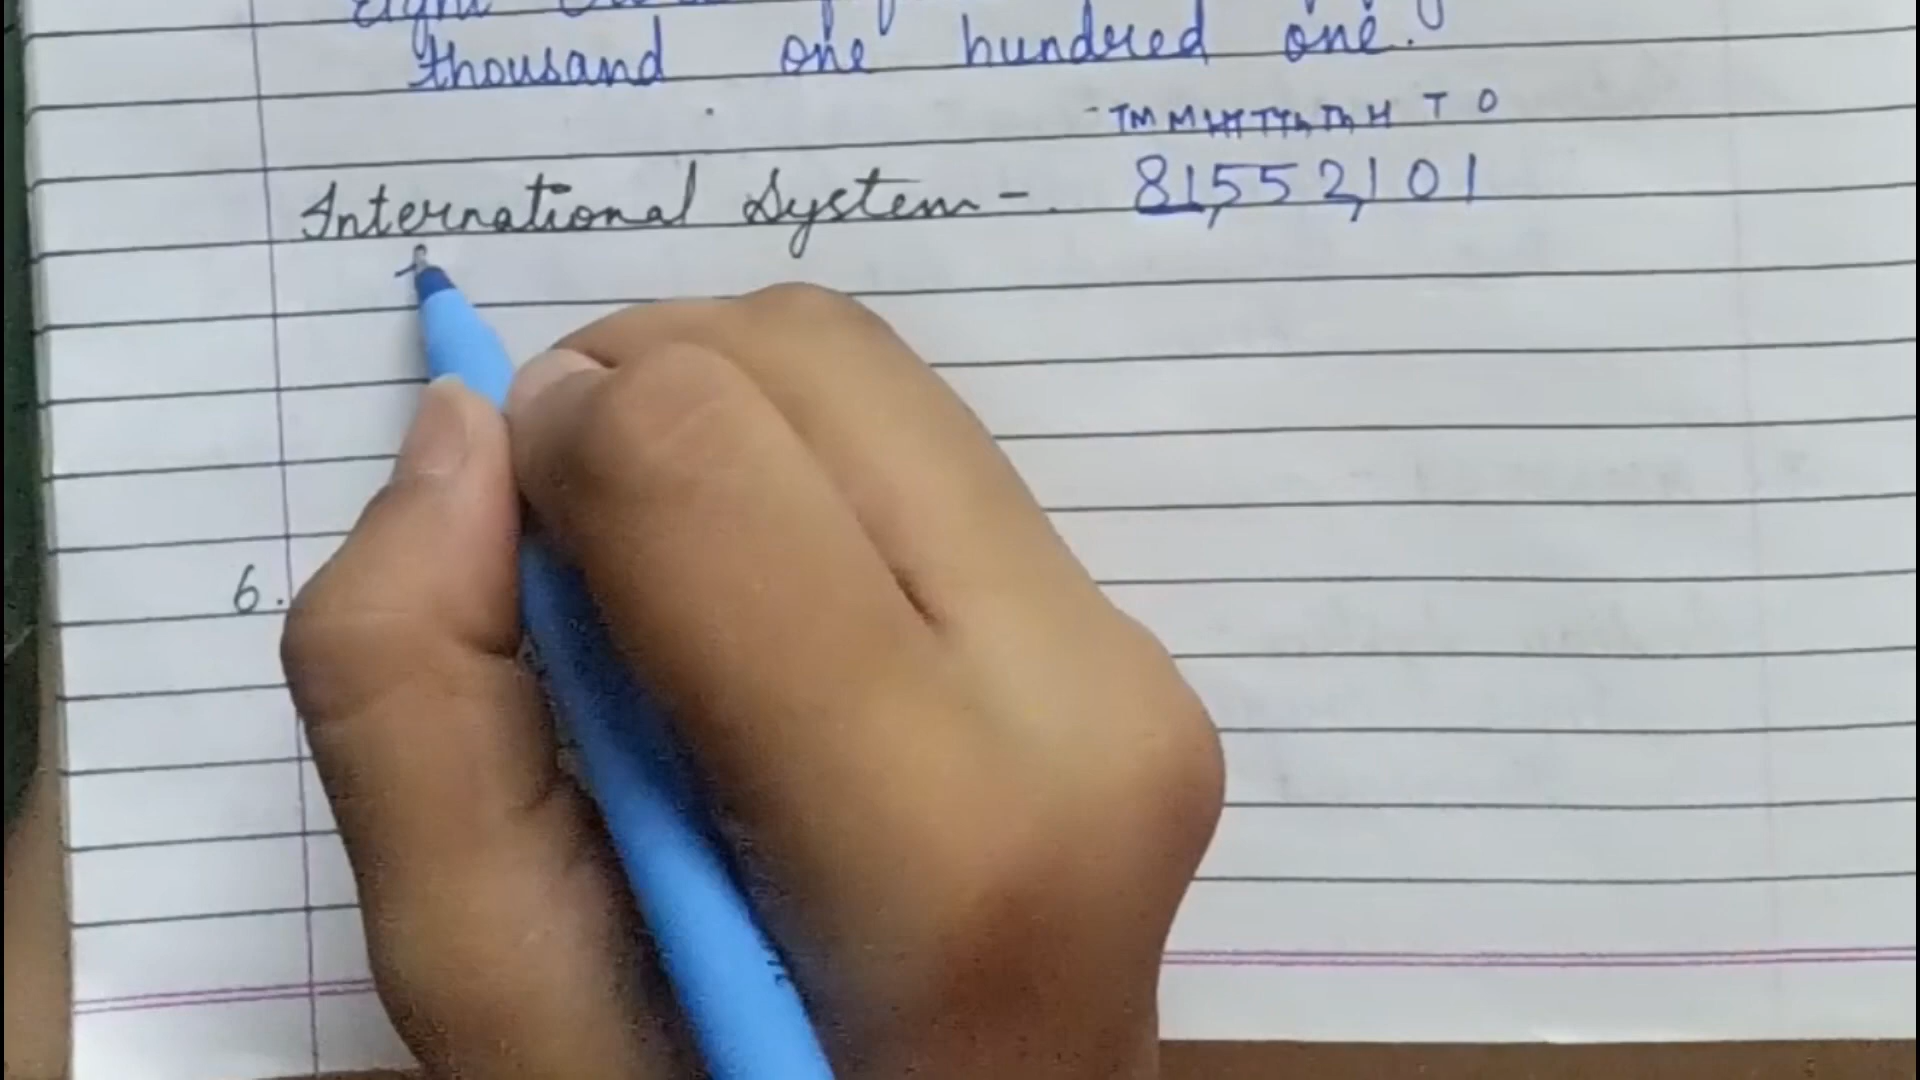 thousand one hundred one.
TM M HTh TTh Th H T O
International System - 81,552,101
6.